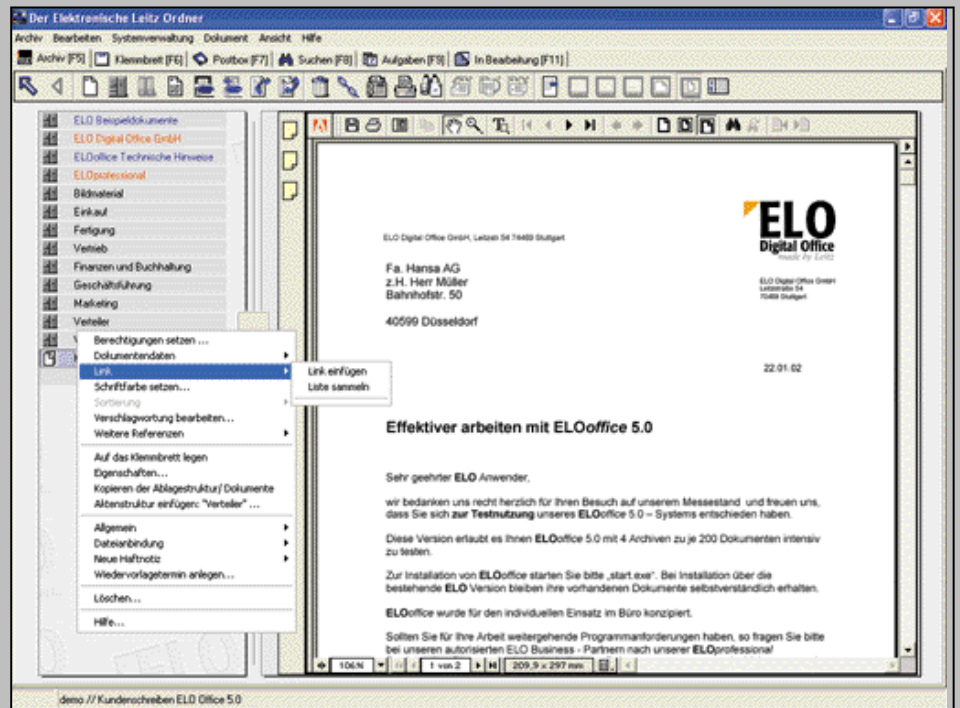 Der Elektronische Leitz Ordner
Archiv Bearbeiten Systemverwaltung Dokument Ansicht Hilfe
Archiv [F5] Klemmbrett [F6] Postbox [F7] Suchen [F8] Aufgaben [F9] In Bearbeitung [F11]
ELO Beispieldokumente
ELO Digital Office GmbH
ELOoffice Technische Hinweise
ELOprofessional
Bildmaterial
Einkauf
Fertigung
Vertrieb
Finanzen und Buchhaltung
Geschäftsführung
Marketing
Verteiler
Berechtigungen setzen ...
Dokumentendaten
Link
Schriftfarbe setzen...
Sortierung
Verschlagwortung bearbeiten...
Weitere Referenzen
Auf das Klemmbrett legen
Eigenschaften...
Kopieren der Ablagestruktur/ Dokumente
Aktenstruktur einfügen: "Verteiler" ...
Allgemein
Dateianbindung
Neue Haftnotiz
Wiedervorlagetermin anlegen...
Löschen...
Hilfe...
Link einfügen
Liste sammeln
ELO
Digital Office
made by Leitz
ELO Digital Office GmbH, Leitzstr. 54 74469 Stuttgart
ELO Digital Office GmbH
Leitzstraße 54
70469 Stuttgart
Fa. Hansa AG
z.H. Herr Müller
Bahnhofstr. 50
40599 Düsseldorf
22.01.02
Effektiver arbeiten mit ELOoffice 5.0
Sehr geehrter ELO Anwender,
wir bedanken uns recht herzlich für Ihren Besuch auf unserem Messestand und freuen uns,
dass Sie sich zur Testnutzung unseres ELOoffice 5.0 – Systems entschieden haben.
Diese Version erlaubt es Ihnen ELOoffice 5.0 mit 4 Archiven zu je 200 Dokumenten intensiv
zu testen.
Zur Installation von ELOoffice starten Sie bitte „start.exe“. Bei Installation über die
bestehende ELO Version bleiben ihre vorhandenen Dokumente selbstverständlich erhalten.
ELOoffice wurde für den individuellen Einsatz im Büro konzipiert.
Sollten Sie für Ihre Arbeit weitergehende Programmanforderungen haben, so fragen Sie bitte
bei unseren autorisierten ELO Business - Partnern nach unserer ELOprofessional
106% 1 von 2 209,9 x 297 mm
demo // Kundenschreiben ELO Office 5.0